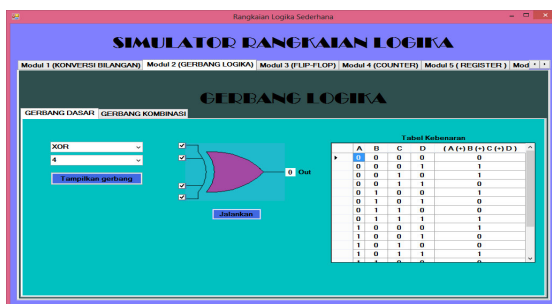 Rangkaian Logika Sederhana
SIMULATOR RANGKAIAN LOGIKA
Modul 1 (KONVERSI BILANGAN) Modul 2 (GERBANG LOGIKA) Modul 3 (FLIP-FLOP) Modul 4 (COUNTER) Modul 5 ( REGISTER ) Mod
GERBANG LOGIKA
GERBANG DASAR GERBANG KOMBINASI
XOR
4
Tampilkan gerbang
0 Out
Jalankan
Tabel Kebenaran
A B C D ( A (+) B (+) C (+) D )
0 0 0 0 0
0 0 0 1 1
0 0 1 0 1
0 0 1 1 0
0 1 0 0 1
0 1 0 1 0
0 1 1 0 0
0 1 1 1 1
1 0 0 0 1
1 0 0 1 0
1 0 1 0 0
1 0 1 1 1